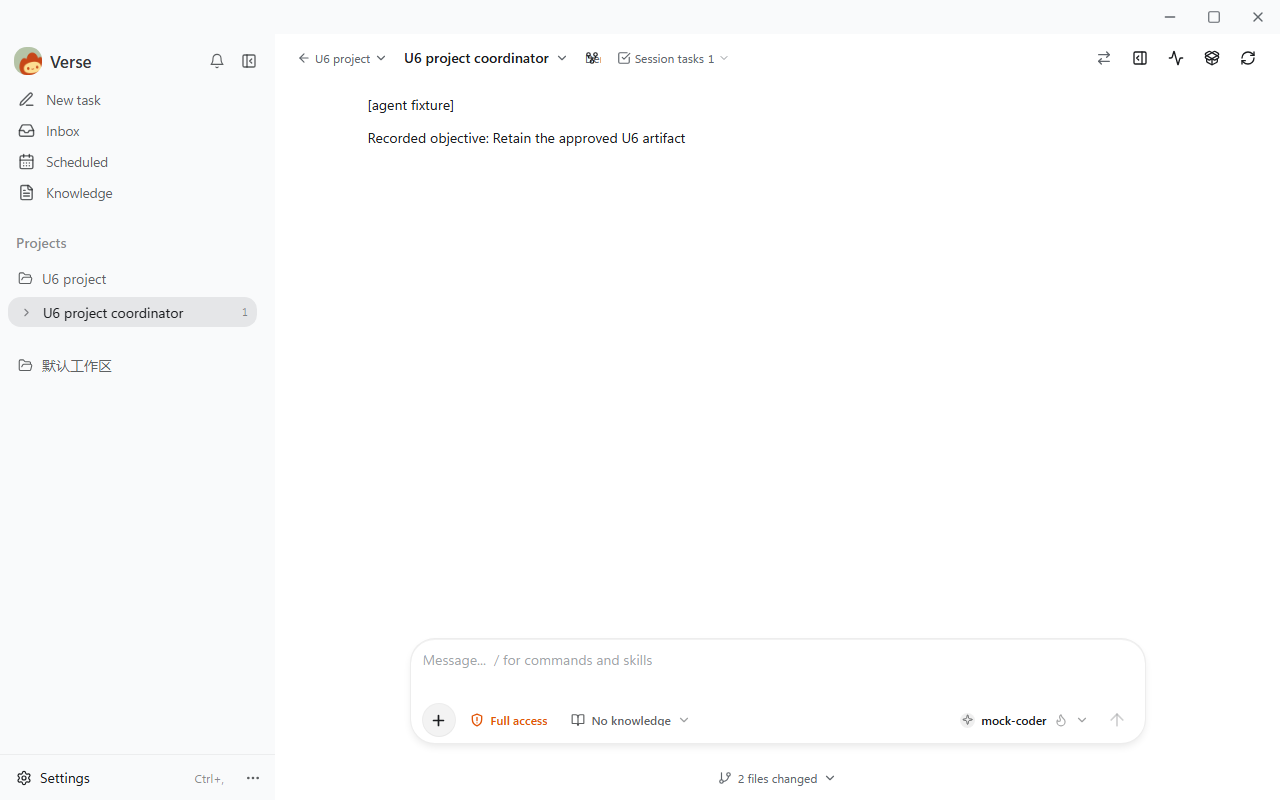 Verse
New task
Inbox
Scheduled
Knowledge
Projects
U6 project
U6 project coordinator 1
默认工作区
Settings Ctrl+,
U6 project
U6 project coordinator
Session tasks 1
[agent fixture]
Recorded objective: Retain the approved U6 artifact
Message... / for commands and skills
Full access
No knowledge
mock-coder
2 files changed